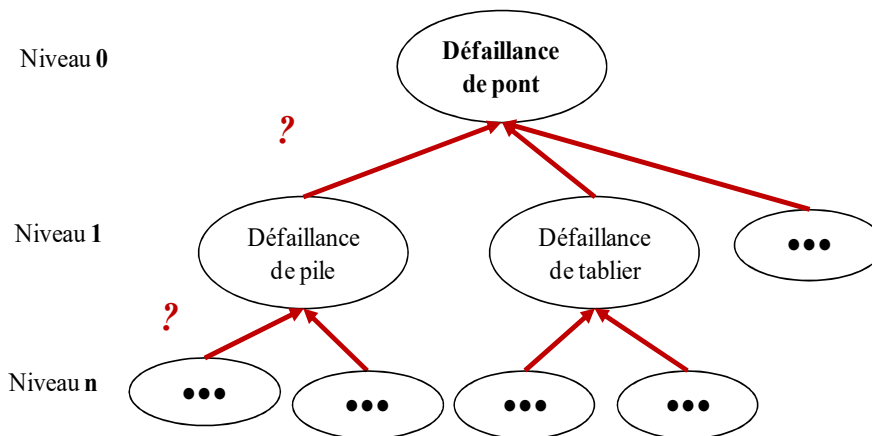 Niveau 0
Défaillance
de pont
?
Niveau 1
Défaillance
de pile
Défaillance
de tablier
•••
?
Niveau n
•••
•••
•••
•••